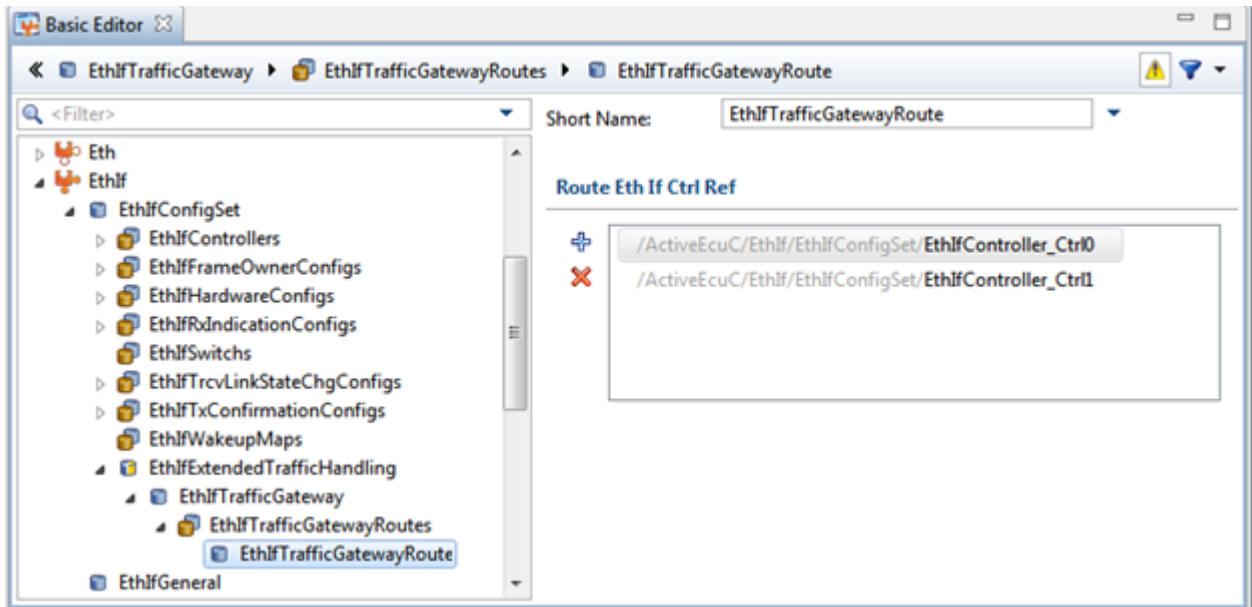 Basic Editor
EthIfTrafficGateway EthIfTrafficGatewayRoutes EthIfTrafficGatewayRoute
<Filter>
Short Name: EthIfTrafficGatewayRoute
Eth
EthIf
Route Eth If Ctrl Ref
EthIfConfigSet
EthIfControllers
/ActiveEcuC/EthIf/EthIfConfigSet/EthIfController_Ctrl0
EthIfFrameOwnerConfigs
/ActiveEcuC/EthIf/EthIfConfigSet/EthIfController_Ctrl1
EthIfHardwareConfigs
EthIfRxIndicationConfigs
EthIfSwitchs
EthIfTrcvLinkStateChgConfigs
EthIfTxConfirmationConfigs
EthIfWakeupMaps
EthIfExtendedTrafficHandling
EthIfTrafficGateway
EthIfTrafficGatewayRoutes
EthIfTrafficGatewayRoute
EthIfGeneral